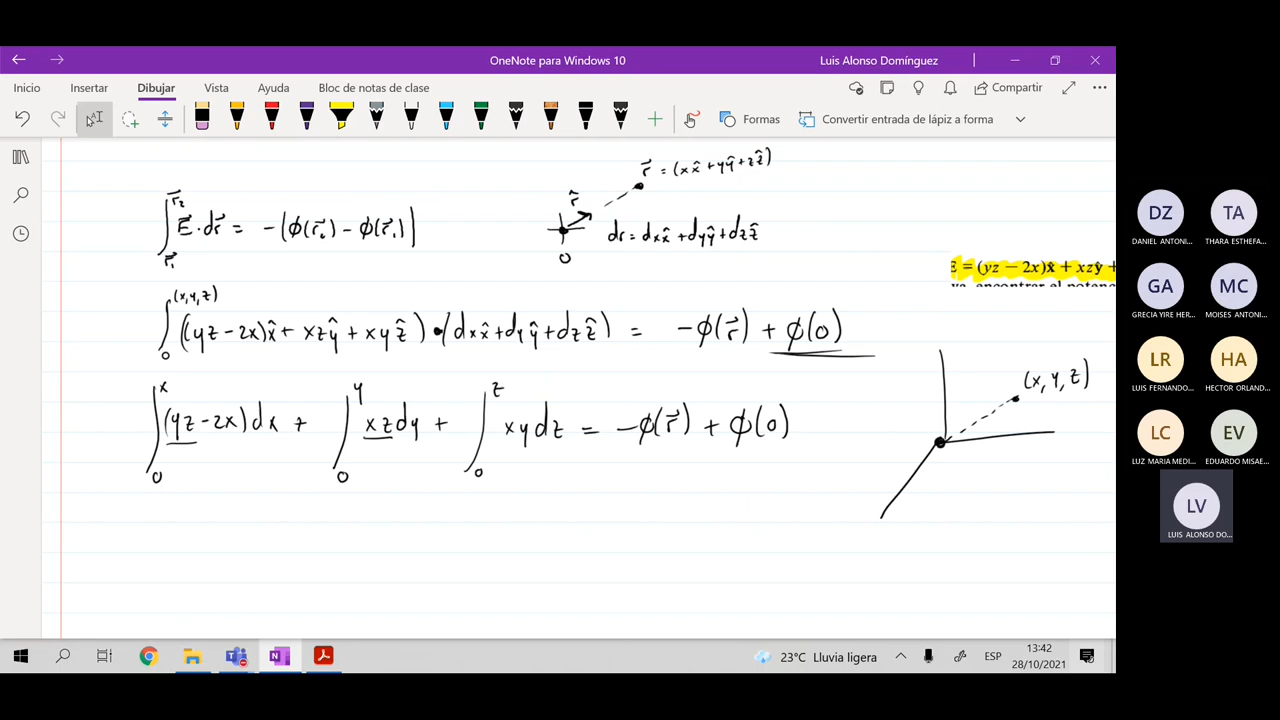 OneNote para Windows 10
Luis Alonso Domínguez
Inicio Insertar Dibujar Vista Ayuda Bloc de notas de clase
Compartir
Formas
Convertir entrada de lápiz a forma
∫_{r⃗₁}^{r⃗₂} E⃗·dr⃗ = -(ϕ(r⃗₂) - ϕ(r⃗₁))
r⃗ = (xx̂+yŷ+zẑ)
r̂
dr = dxx̂+dyŷ+dzẑ
0
E = (yz − 2x)x̂ + xzŷ +
∫_0^{(x,y,z)} ((yz-2x)x̂ + xzŷ + xyẑ)·(dxx̂+dyŷ+dzẑ) = -ϕ(r⃗) + ϕ(0)
∫_0^x (yz-2x)dx + ∫_0^y xzdy + ∫_0^z xydz = -ϕ(r⃗) + ϕ(0)
(x, y, z)
DZ
DANIEL ANTONI...
TA
THARA ESTHEFA...
GA
GRECIA YIRE HER...
MC
MOISES ANTONI...
LR
LUIS FERNANDO...
HA
HECTOR ORLAND...
LC
LUZ MARIA MEDI...
EV
EDUARDO MISAE...
LV
LUIS ALONSO DO...
23°C Lluvia ligera
ESP
13:42
28/10/2021